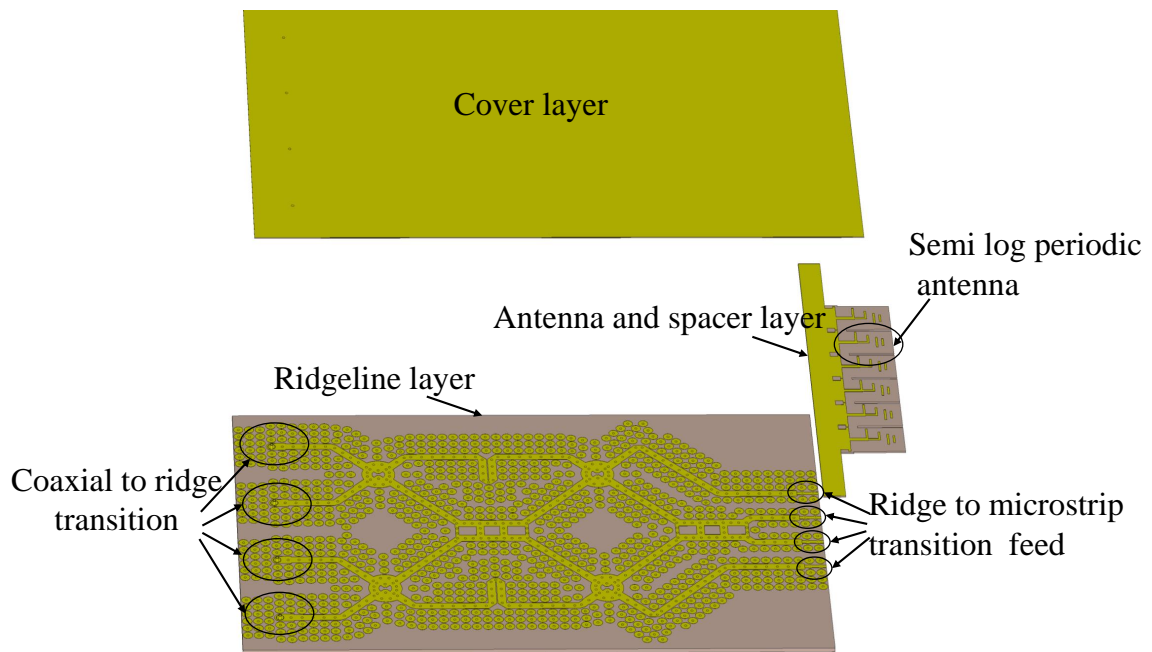 Cover layer
Semi log periodic
antenna
Antenna and spacer layer
Ridgeline layer
Coaxial to ridge
transition
Ridge to microstrip
transition feed